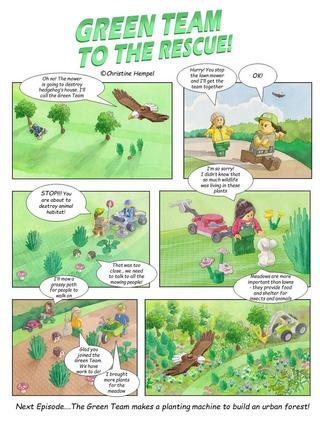 GREEN TEAM
TO THE RESCUE!
©Christine Hempel
Oh no! The mower
is going to destroy
hedgehog's house, I'll
call the Green Team
Hurry! You stop
the lawn mower
and I'll get the
team together
OK!
STOP!!! You
are about to
destroy animal
habitat!
That was too
close...we need
to talk to all the
mowing people!
I'm so sorry!
I didn't know that
so much wildlife
was living in these
plants
Meadows are more
important than lawns
- they provide food
and shelter for
insects and animals
I'll mow a
grassy path
for people to
walk on
Glad you
joined the
Green Team.
We have
work to do!
I brought
more plants
for the
meadow
Next Episode....The Green Team makes a planting machine to build an urban forest!